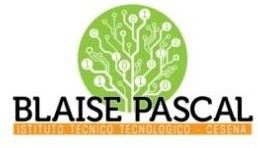 BLAISE PASCAL
ISTITUTO TECNICO TECNOLOGICO - CESENA